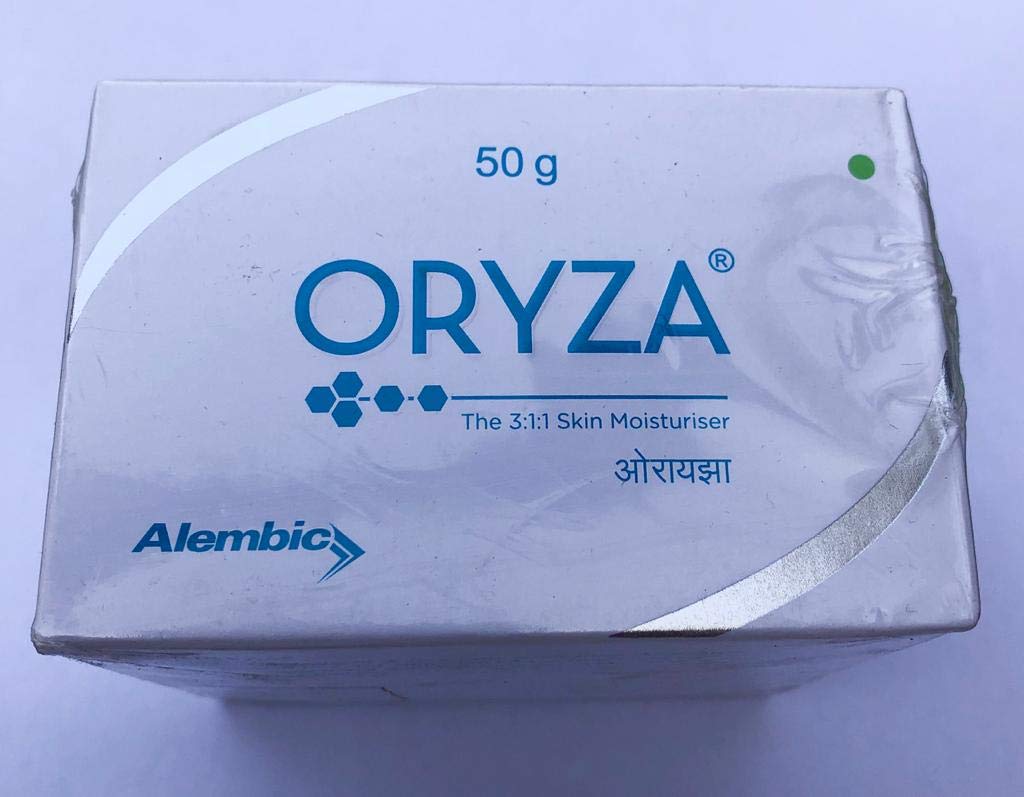 50 g
ORYZA®
The 3:1:1 Skin Moisturiser
ओरायझा
Alembic